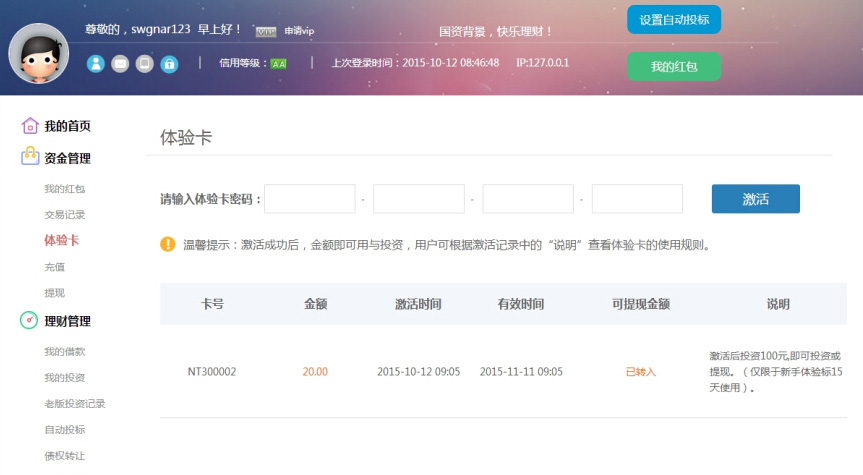 尊敬的，swgnar123 早上好！ VIP 申请vip
国资背景，快乐理财！
设置自动投标
信用等级：AA
上次登录时间：2015-10-12 08:46:48 IP:127.0.0.1
我的红包
我的首页
资金管理
我的红包
交易记录
体验卡
充值
提现
理财管理
我的借款
我的投资
老版投资记录
自动投标
债权转让
体验卡
请输入体验卡密码： - - - 激活
温馨提示：激活成功后，金额即可用与投资，用户可根据激活记录中的“说明”查看体验卡的使用规则。
卡号 金额 激活时间 有效时间 可提现金额 说明
NT300002 20.00 2015-10-12 09:05 2015-11-11 09:05 已转入
激活后投资100元,即可投资或
提现。（仅限于新手体验标15
天使用）。